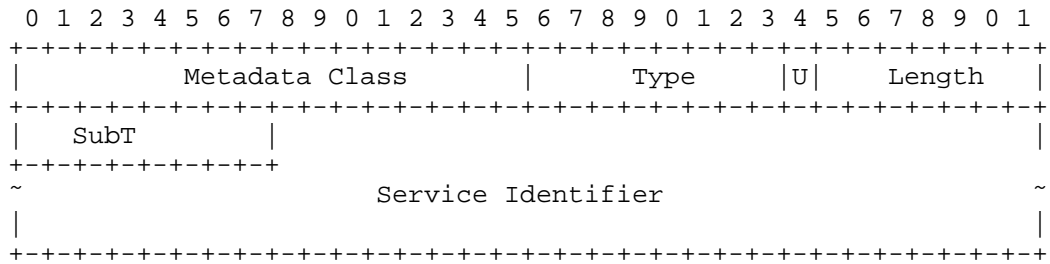 0 1 2 3 4 5 6 7 8 9 0 1 2 3 4 5 6 7 8 9 0 1 2 3 4 5 6 7 8 9 0 1
+-+-+-+-+-+-+-+-+-+-+-+-+-+-+-+-+-+-+-+-+-+-+-+-+-+-+-+-+-+-+-+-+
|          Metadata Class       |      Type     |U|    Length   |
+-+-+-+-+-+-+-+-+-+-+-+-+-+-+-+-+-+-+-+-+-+-+-+-+-+-+-+-+-+-+-+-+
|   SubT        |                                               |
+-+-+-+-+-+-+-+-+
~                      Service Identifier                       ~
|                                                               |
+-+-+-+-+-+-+-+-+-+-+-+-+-+-+-+-+-+-+-+-+-+-+-+-+-+-+-+-+-+-+-+-+